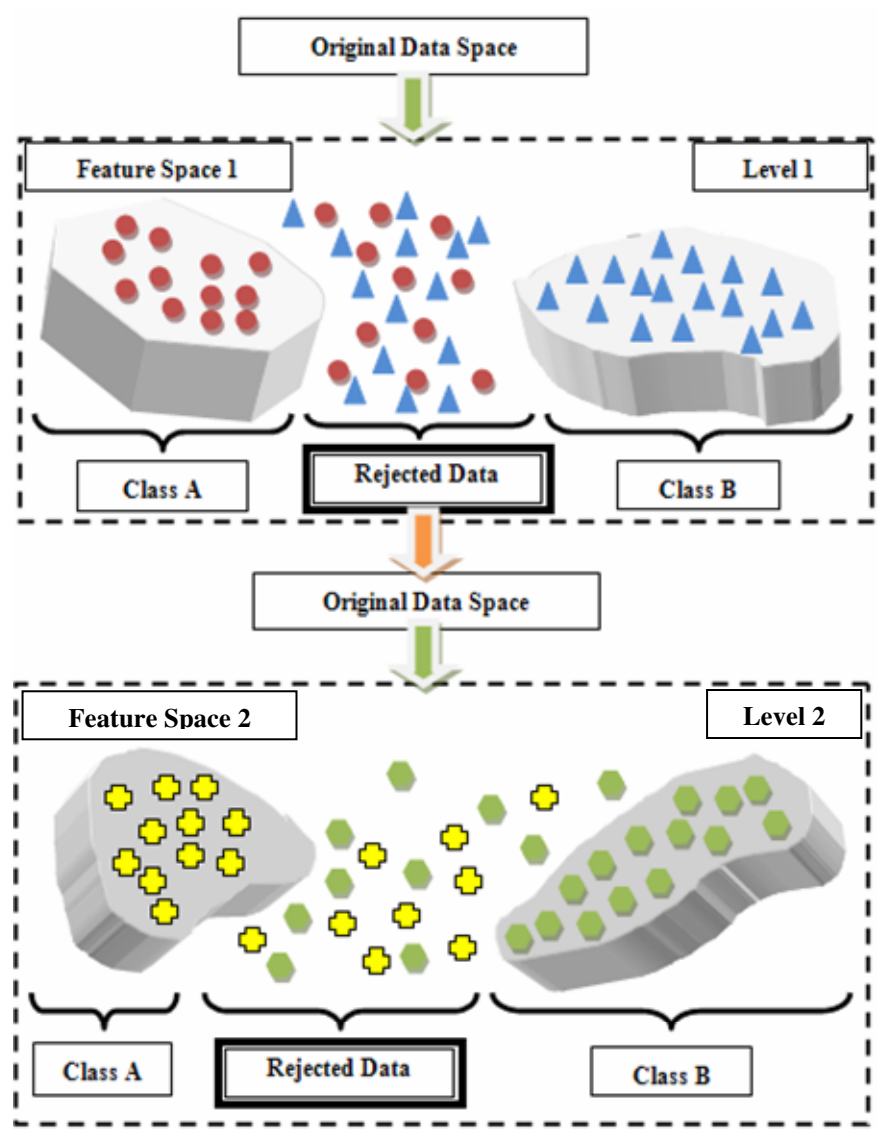 Original Data Space
Feature Space 1
Level 1
Class A
Rejected Data
Class B
Original Data Space
Feature Space 2
Level 2
Class A
Rejected Data
Class B